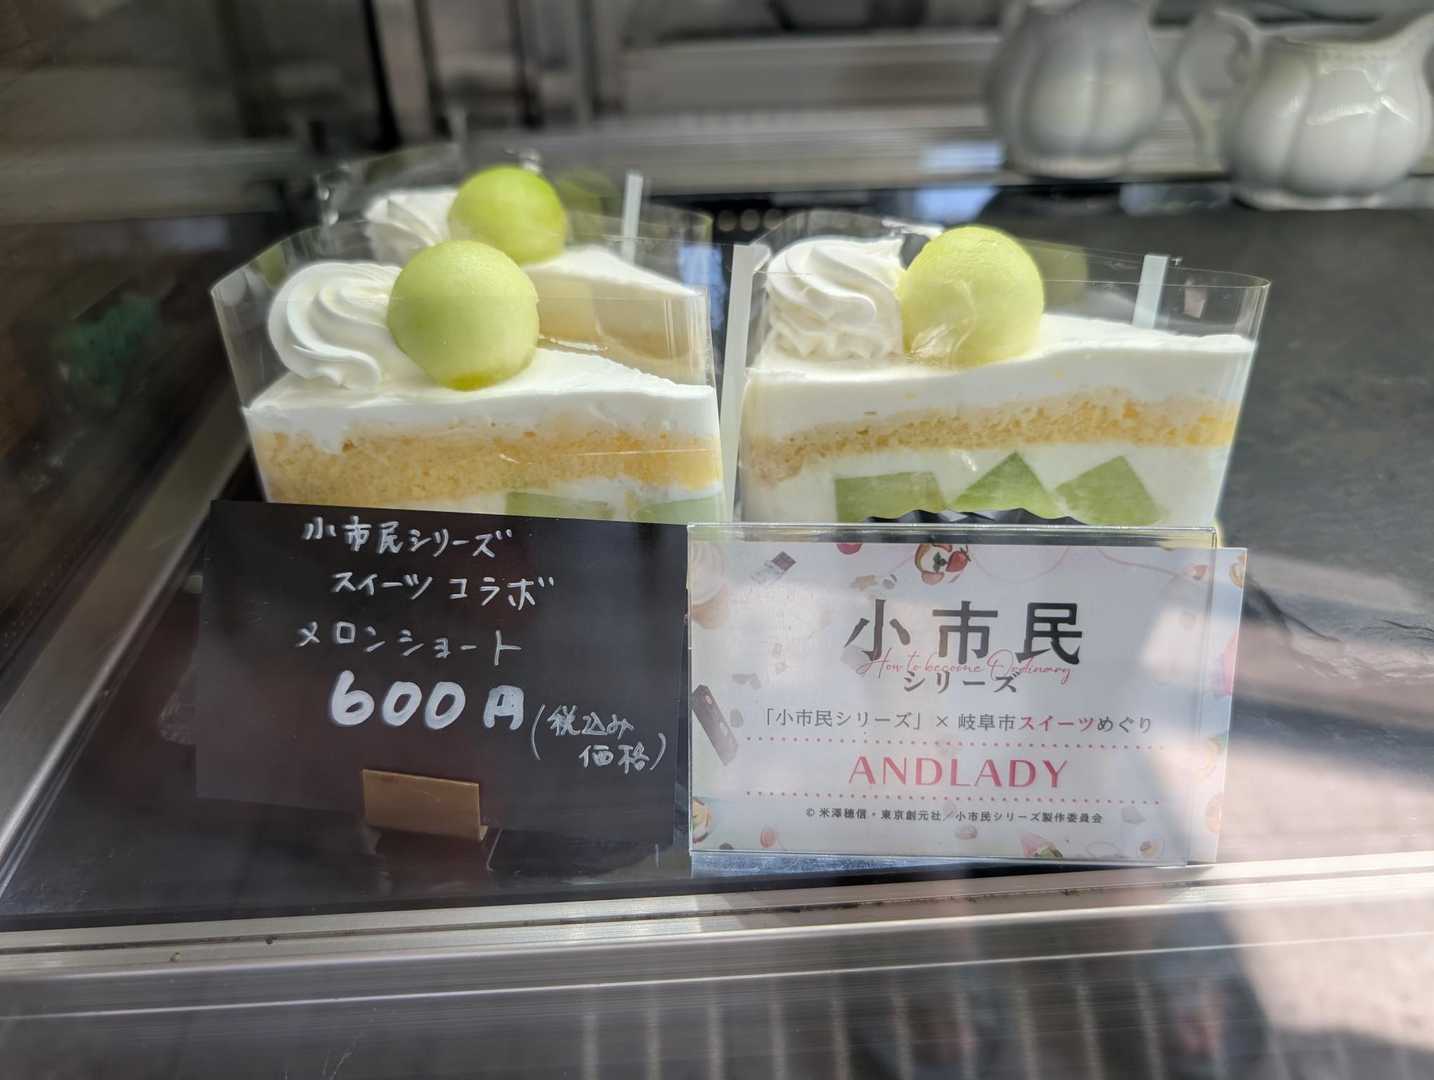 小市民シリーズ
スイーツコラボ
メロンショート
600円(税込み
価格)
小市民
How to become Ordinary
シリーズ
「小市民シリーズ」×岐阜市スイーツめぐり
ANDLADY
© 米澤穂信・東京創元社/小市民シリーズ製作委員会